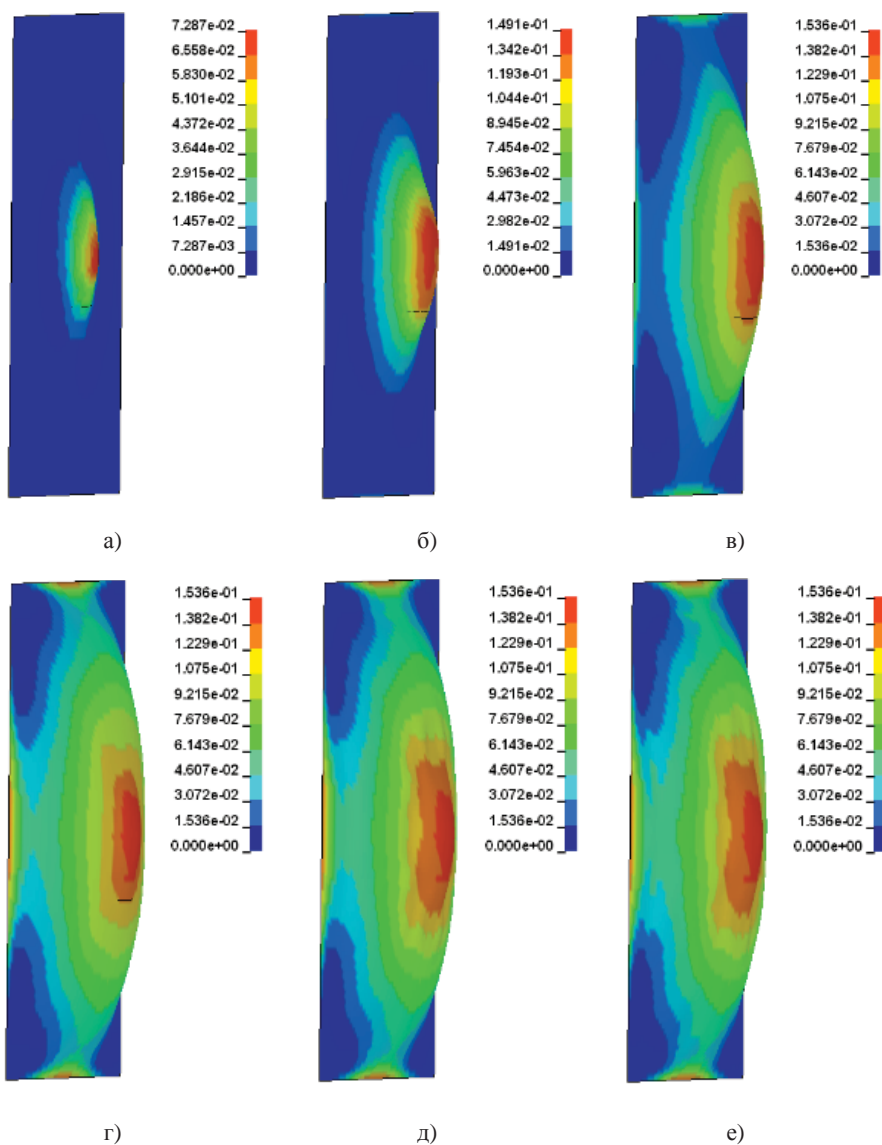 7.287e-02
6.558e-02
5.830e-02
5.101e-02
4.372e-02
3.644e-02
2.915e-02
2.186e-02
1.457e-02
7.287e-03
0.000e+00
1.491e-01
1.342e-01
1.193e-01
1.044e-01
8.945e-02
7.454e-02
5.963e-02
4.473e-02
2.982e-02
1.491e-02
0.000e+00
1.536e-01
1.382e-01
1.229e-01
1.075e-01
9.215e-02
7.679e-02
6.143e-02
4.607e-02
3.072e-02
1.536e-02
0.000e+00
а)
б)
в)
1.536e-01
1.382e-01
1.229e-01
1.075e-01
9.215e-02
7.679e-02
6.143e-02
4.607e-02
3.072e-02
1.536e-02
0.000e+00
1.536e-01
1.382e-01
1.229e-01
1.075e-01
9.215e-02
7.679e-02
6.143e-02
4.607e-02
3.072e-02
1.536e-02
0.000e+00
1.536e-01
1.382e-01
1.229e-01
1.075e-01
9.215e-02
7.679e-02
6.143e-02
4.607e-02
3.072e-02
1.536e-02
0.000e+00
г)
д)
е)